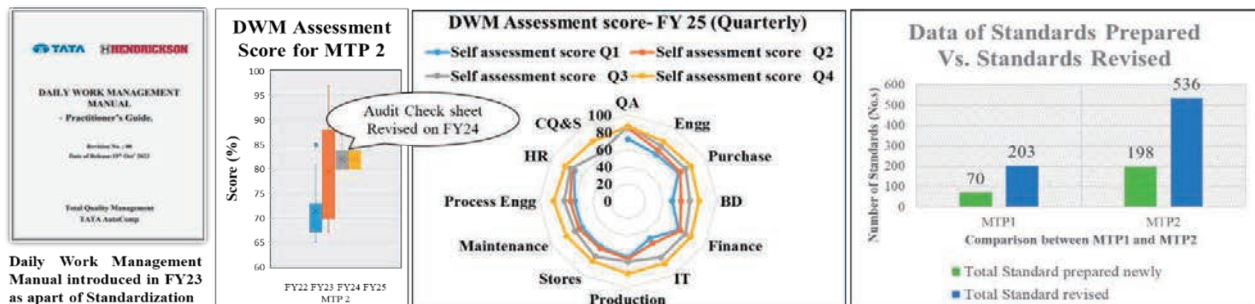 TATA HENDRICKSON
DAILY WORK MANAGEMENT
MANUAL
- Practitioner's Guide.
Revision No. : 00
Total Quality Management
TATA AutoComp
Daily Work Management
Manual introduced in FY23
as apart of Standardization
DWM Assessment
Score for MTP 2
Score (%)
100
95
90
85
80
75
70
65
60
Audit Check sheet
Revised on FY24
FY22 FY23 FY24 FY25
MTP 2
DWM Assessment score- FY 25 (Quarterly)
Self assessment score Q1
Self assessment score Q2
Self assessment score Q3
Self assessment score Q4
QA
Engg
Purchase
BD
Finance
IT
Production
Stores
Maintenance
Process Engg
HR
CQ&S
100
80
60
40
20
0
Data of Standards Prepared
Vs. Standards Revised
Number of Standards (No.s)
600
500
400
300
200
100
0
70
203
198
536
MTP1
MTP2
Comparison between MTP1 and MTP2
Total Standard prepared newly
Total Standard revised